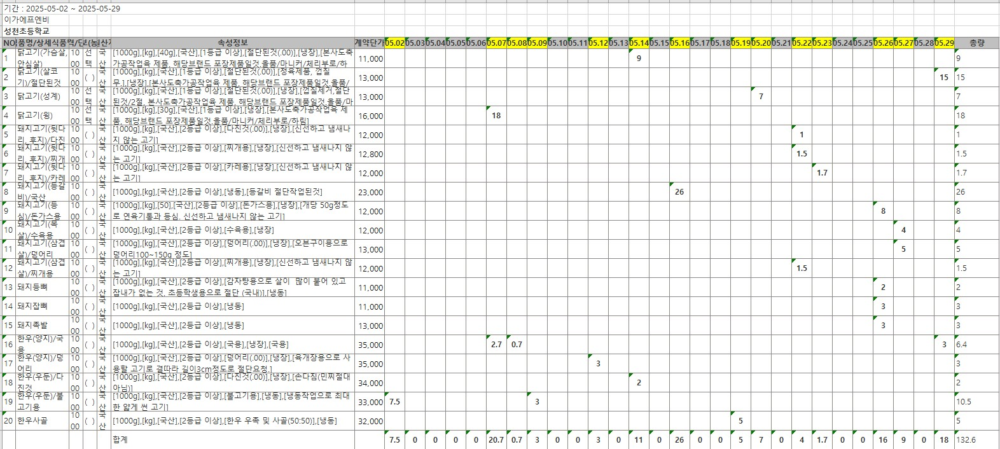 기간 : 2025-05-02 ~ 2025-05-29
이가에프엔비
성천초등학교
NO 품명/상세식품 속성정보 계약단가 05.02 05.03 05.04 05.05 05.06 05.07 05.08 05.09 05.10 05.11 05.12 05.13 05.14 05.15 05.16 05.17 05.18 05.19 05.20 05.21 05.22 05.23 05.24 05.25 05.26 05.27 05.28 05.29 총량
1 닭고기(가슴살, 안심살) 1000 선택 국산 [1000g],[kg],[40g],[국산],[1등급 이상],[절단된것(.00)],[냉장],[본사도축
가공작업육 제품, 해당브랜드 포장제품일것.올품/마니커/체리부로/하 11,000 9 9
2 닭고기(살코기)/절단된것 1000 ( ) 국산 [1000g],[kg],[국산],[1등급 이상],[절단된것(.00)],[정육제품, 껍질
무.],[냉장],[본사도축가공작업육 제품, 해당브랜드 포장제품일것.올품/ 13,000 15 15
3 닭고기(성계) 1000 선택 국산 [1000g],[kg],[국산],[1등급 이상],[절단된것(.00)],[냉장],[껍질제거,절단
된것/2절, 본사도축가공작업육 제품, 해당브랜드 포장제품일것.올품/마 13,000 7 7
4 닭고기(윙) 1000 선택 국산 [1000g],[kg],[30g],[국산],[1등급 이상],[냉장],[본사도축가공작업육 제
품, 해당브랜드 포장제품일것.올품/마니커/체리부로/하림] 16,000 18 18
5 돼지고기(뒷다리, 후지)/다진 1000 ( ) 국산 [1000g],[kg],[국산],[2등급 이상],[다진것(.00)],[냉장],[신선하고 냄새나
지 않는 고기] 12,000 1 1
6 돼지고기(뒷다리, 후지)/찌개 1000 ( ) 국산 [1000g],[kg],[국산],[2등급 이상],[찌개용],[냉장],[신선하고 냄새나지 않
는 고기] 12,800 1.5 1.5
7 돼지고기(뒷다리, 후지)/카레 1000 ( ) 국산 [1000g],[kg],[국산],[2등급 이상],[카레용],[냉장],[신선하고 냄새나지 않
는 고기] 12,000 1.7 1.7
8 돼지고기(등갈비)/국산 1000 ( ) 국산 [1000g],[kg],[국산],[2등급 이상],[냉동],[등갈비 절단작업된것] 23,000 26 26
9 돼지고기(등심)/돈가스용 1000 ( ) 국산 [1000g],[kg],[50],[국산],[2등급 이상],[돈가스용],[냉장],[개당 50g정도
로 연육기통과 등심. 신선하고 냄새나지 않는 고기] 12,000 8 8
10 돼지고기(목살)/수육용 1000 ( ) 국산 [1000g],[kg],[국산],[2등급 이상],[수육용],[냉장] 12,000 4 4
11 돼지고기(삼겹살)/덩어리 1000 ( ) 국산 [1000g],[kg],[국산],[2등급 이상],[덩어리(.00)],[냉장],[오븐구이용으로
덩어리100~150g 정도] 13,000 5 5
12 돼지고기(삼겹살)/찌개용 1000 ( ) 국산 [1000g],[kg],[국산],[2등급 이상],[찌개용],[냉장],[신선하고 냄새나지 않
는 고기] 12,000 1.5 1.5
13 돼지등뼈 1000 ( ) 국산 [1000g],[kg],[국산],[2등급 이상],[감자탕용으로 살이 많이 붙어 있고
잡내가 없는 것, 초등학생용으로 절단 (국내)],[냉동] 11,000 2 2
14 돼지잡뼈 1000 ( ) 국산 [1000g],[kg],[국산],[2등급 이상],[냉동] 11,000 3 3
15 돼지족발 1000 ( ) 국산 [1000g],[kg],[국산],[2등급 이상],[냉동] 13,000 3 3
16 한우(양지)/국용 1000 ( ) 국산 [1000g],[kg],[국산],[2등급 이상],[국용],[냉장],[국용] 35,000 2.7 0.7 3 6.4
17 한우(양지)/덩어리 1000 ( ) 국산 [1000g],[kg],[국산],[2등급 이상],[덩어리(.00)],[냉장],[육개장용으로 사
용할 고기로 결따라 길이3cm정도로 절단요청.] 35,000 3 3
18 한우(우둔)/다진것 1000 ( ) 국산 [1000g],[kg],[국산],[2등급 이상],[다진것(.00)],[냉장],[손다짐(민찌절대
아님)] 34,000 2 2
19 한우(우둔)/불고기용 1000 ( ) 국산 [1000g],[kg],[국산],[2등급 이상],[불고기용],[냉동],[냉동작업으로 최대
한 얇게 썬 고기] 33,000 7.5 3 10.5
20 한우사골 1000 ( ) 국산 [1000g],[kg],[국산],[2등급 이상],[한우 우족 및 사골(50:50)],[냉동] 32,000 5 5
합계 7.5 0 0 0 0 20.7 0.7 3 0 0 3 0 11 0 26 0 0 5 7 0 4 1.7 0 0 16 9 0 18 132.6